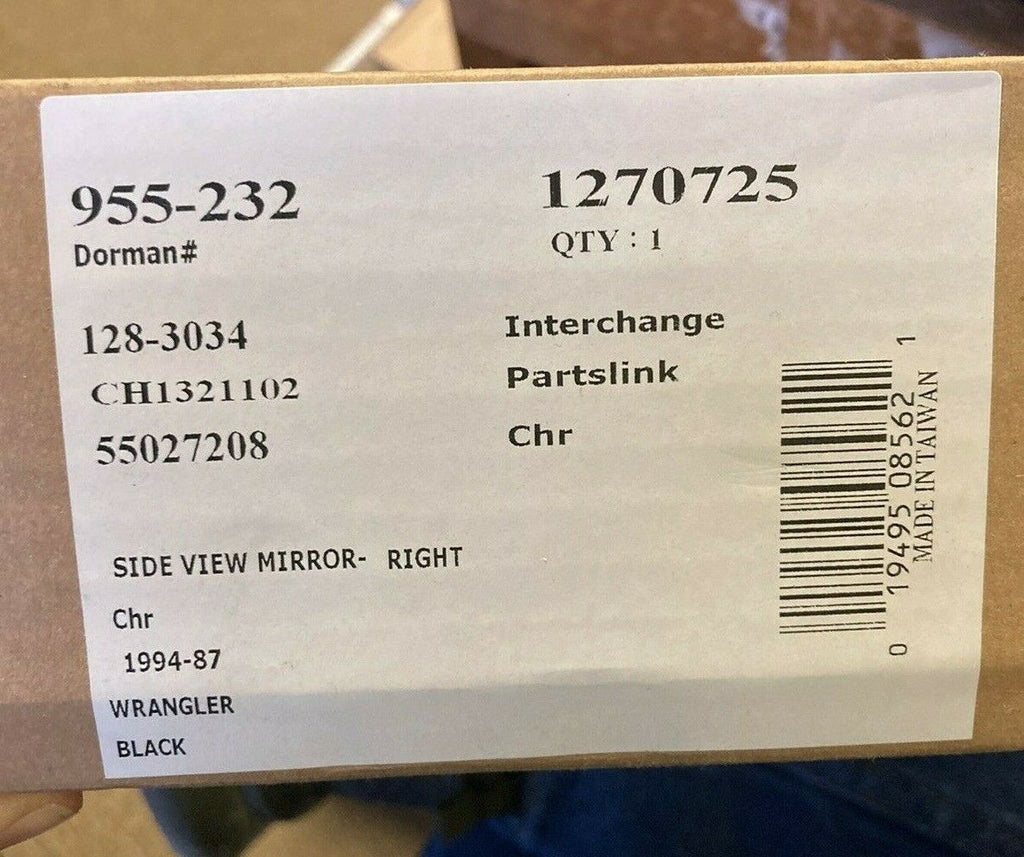 955-232 1270725
Dorman# QTY : 1
128-3034 Interchange
CH1321102 Partslink
55027208 Chr
SIDE VIEW MIRROR- RIGHT
Chr
1994-87
WRANGLER
BLACK
0 19495 08562 1
MADE IN TAIWAN